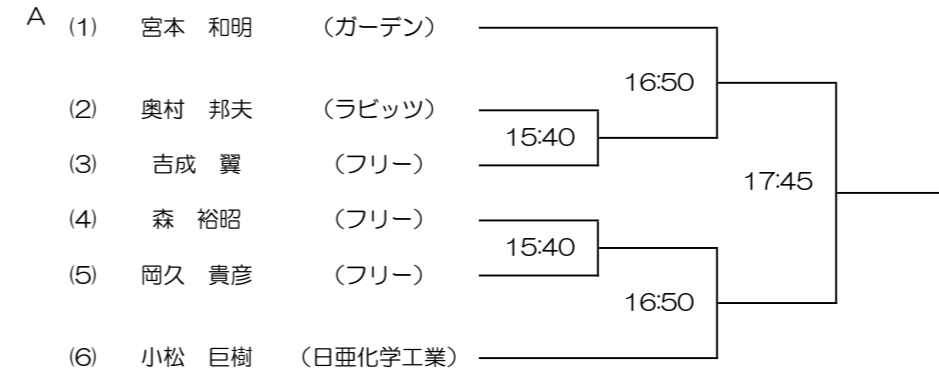 A
(1) 宮本 和明 (ガーデン)
16:50
(2) 奥村 邦夫 (ラビッツ)
15:40
(3) 吉成 翼 (フリー)
17:45
(4) 森 裕昭 (フリー)
15:40
(5) 岡久 貴彦 (フリー)
16:50
(6) 小松 巨樹 (日亜化学工業)